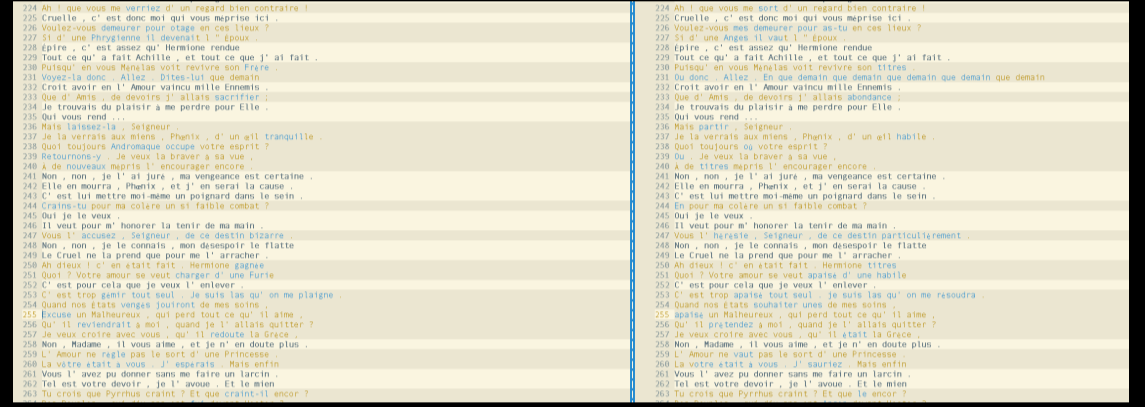 224 Ah ! que vous me verriez d' un regard bien contraire !
225 Cruelle , c' est donc moi qui vous méprise ici .
226 Voulez-vous demeurer pour otage en ces lieux ?
227 Si d' une Phrygienne il devenait l " Époux .
228 Épire , c' est assez qu' Hermione rendue
229 Tout ce qu' a fait Achille , et tout ce que j' ai fait .
230 Puisqu' en vous Ménélas voit revivre son Frère .
231 Voyez-la donc . Allez . Dites-lui que demain
232 Croit avoir en l' Amour vaincu mille Ennemis .
233 Que d' Amis , de devoirs j' allais sacrifier ;
234 Je trouvais du plaisir à me perdre pour Elle .
235 Qui vous rend ...
236 Mais laissez-la , Seigneur .
237 Je la verrais aux miens , Phœnix , d' un œil tranquille .
238 Quoi toujours Andromaque occupe votre esprit ?
239 Retournons-y . Je veux la braver à sa vue ,
240 À de nouveaux mépris l' encourager encore .
241 Non , non , je l' ai juré , ma vengeance est certaine .
242 Elle en mourra , Phœnix , et j' en serai la cause .
243 C' est lui mettre moi-même un poignard dans le sein .
244 Crains-tu pour ma colère un si faible combat ?
245 Oui je le veux .
246 Il veut pour m' honorer la tenir de ma main .
247 Vous l' accusez , Seigneur , de ce destin bizarre .
248 Non , non , je le connais , mon désespoir le flatte
249 Le Cruel ne la prend que pour me l' arracher .
250 Ah dieux ! c' en était fait . Hermione gagnée
251 Quoi ? Votre amour se veut charger d' une Furie
252 C' est pour cela que je veux l' enlever .
253 C' est trop gémir tout seul . Je suis las qu' on me plaigne .
254 Quand nos États vengés jouiront de mes soins ,
255 Excuse un Malheureux , qui perd tout ce qu' il aime ,
256 Qu' il reviendrait à moi , quand je l' allais quitter ?
257 Je veux croire avec vous , qu' il redoute la Grèce ,
258 Non , Madame , il vous aime , et je n' en doute plus .
259 L' Amour ne règle pas le sort d' une Princesse .
260 La vôtre était à vous . J' espérais . Mais enfin
261 Vous l' avez pu donner sans me faire un larcin .
262 Tel est votre devoir , je l' avoue . Et le mien
263 Tu crois que Pyrrhus craint ? Et que craint-il encor ?
224 Ah ! que vous me sort d' un regard bien contraire !
225 Cruelle , c' est donc moi qui vous méprise ici .
226 Voulez-vous mes demeurer pour as-tu en ces lieux ?
227 Si d' une Anges il vaut l " Époux .
228 Épire , c' est assez qu' Hermione rendue
229 Tout ce qu' a fait Achille , et tout ce que j' ai fait .
230 Puisqu' en vous Ménélas voit revivre son titres .
231 Ou donc . Allez . En que demain que demain que demain que demain que demain
232 Croit avoir en l' Amour vaincu mille Ennemis .
233 Que d' Amis , de devoirs j' allais abondance ;
234 Je trouvais du plaisir à me perdre pour Elle .
235 Qui vous rend ...
236 Mais partir , Seigneur .
237 Je la verrais aux miens , Phœnix , d' un œil habile .
238 Quoi toujours où votre esprit ?
239 Ou . Je veux la braver à sa vue ,
240 À de titres mépris l' encourager encore .
241 Non , non , je l' ai juré , ma vengeance est certaine .
242 Elle en mourra , Phœnix , et j' en serai la cause .
243 C' est lui mettre moi-même un poignard dans le sein .
244 En pour ma colère un si faible combat ?
245 Oui je le veux .
246 Il veut pour m' honorer la tenir de ma main .
247 Vous l' hérésie , Seigneur , de ce destin particulièrement .
248 Non , non , je le connais , mon désespoir le flatte
249 Le Cruel ne la prend que pour me l' arracher .
250 Ah dieux ! c' en était fait . Hermione titres
251 Quoi ? Votre amour se veut apaisé d' une habile
252 C' est pour cela que je veux l' enlever .
253 C' est trop apaisé tout seul . je suis las qu' on me résoudra .
254 Quand nos États souhaiter unes de mes soins ,
255 apaisé un Malheureux , qui perd tout ce qu' il aime ,
256 Qu' il prétendez à moi , quand je l' allais quitter ?
257 Je veux croire avec vous , qu' il était la Grèce ,
258 Non , Madame , il vous aime , et je n' en doute plus .
259 L' Amour ne vaut pas le sort d' une Princesse .
260 La vôtre était à vous . J' sauriez . Mais enfin
261 Vous l' avez pu donner sans me faire un larcin .
262 Tel est votre devoir , je l' avoue . Et le mien
263 Tu crois que Pyrrhus craint ? Et que le encor ?